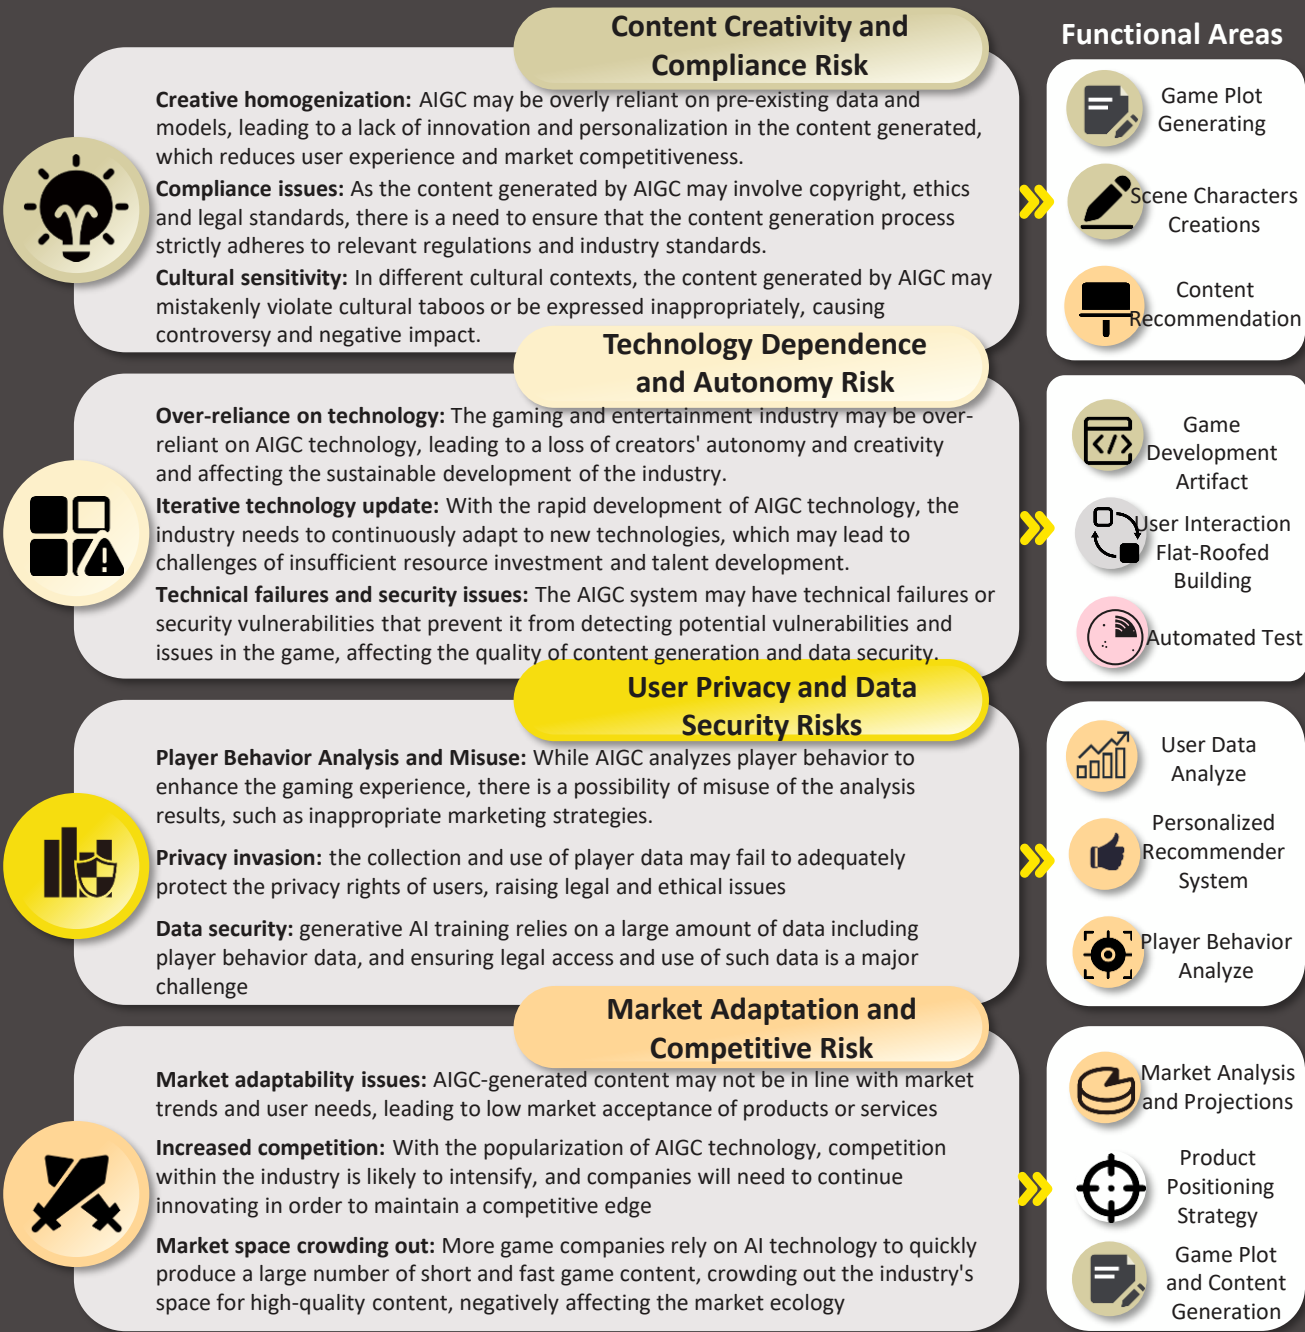 Content Creativity and
Compliance Risk
Functional Areas
Creative homogenization: AIGC may be overly reliant on pre-existing data and
models, leading to a lack of innovation and personalization in the content generated,
which reduces user experience and market competitiveness.
Compliance issues: As the content generated by AIGC may involve copyright, ethics
and legal standards, there is a need to ensure that the content generation process
strictly adheres to relevant regulations and industry standards.
Cultural sensitivity: In different cultural contexts, the content generated by AIGC may
mistakenly violate cultural taboos or be expressed inappropriately, causing
controversy and negative impact.
Game Plot
Generating
Scene Characters
Creations
Content
Recommendation
Technology Dependence
and Autonomy Risk
Over-reliance on technology: The gaming and entertainment industry may be over-
reliant on AIGC technology, leading to a loss of creators' autonomy and creativity
and affecting the sustainable development of the industry.
Iterative technology update: With the rapid development of AIGC technology, the
industry needs to continuously adapt to new technologies, which may lead to
challenges of insufficient resource investment and talent development.
Technical failures and security issues: The AIGC system may have technical failures or
security vulnerabilities that prevent it from detecting potential vulnerabilities and
issues in the game, affecting the quality of content generation and data security.
Game
Development
Artifact
User Interaction
Flat-Roofed
Building
Automated Test
User Privacy and Data
Security Risks
Player Behavior Analysis and Misuse: While AIGC analyzes player behavior to
enhance the gaming experience, there is a possibility of misuse of the analysis
results, such as inappropriate marketing strategies.
Privacy invasion: the collection and use of player data may fail to adequately
protect the privacy rights of users, raising legal and ethical issues
Data security: generative AI training relies on a large amount of data including
player behavior data, and ensuring legal access and use of such data is a major
challenge
User Data
Analyze
Personalized
Recommender
System
Player Behavior
Analyze
Market Adaptation and
Competitive Risk
Market adaptability issues: AIGC-generated content may not be in line with market
trends and user needs, leading to low market acceptance of products or services
Increased competition: With the popularization of AIGC technology, competition
within the industry is likely to intensify, and companies will need to continue
innovating in order to maintain a competitive edge
Market space crowding out: More game companies rely on AI technology to quickly
produce a large number of short and fast game content, crowding out the industry's
space for high-quality content, negatively affecting the market ecology
Market Analysis
and Projections
Product
Positioning
Strategy
Game Plot
and Content
Generation